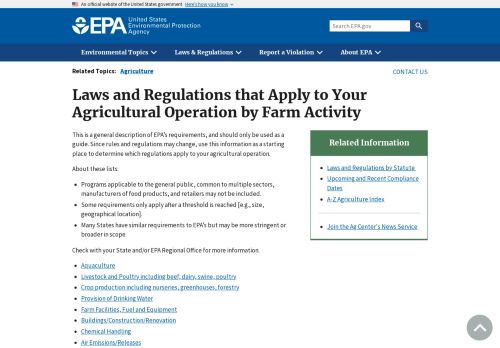 An official website of the United States government Here's how you know
EPA United States
Environmental Protection
Agency
Search EPA.gov
Environmental Topics Laws & Regulations Report a Violation About EPA
Related Topics: Agriculture
CONTACT US
Laws and Regulations that Apply to Your
Agricultural Operation by Farm Activity
This is a general description of EPA's requirements, and should only be used as a
guide. Since rules and regulations may change, use this information as a starting
place to determine which regulations apply to your agricultural operation.
About these lists:
Programs applicable to the general public, common to multiple sectors,
manufacturers of food products, and retailers may not be included.
Some requirements only apply after a threshold is reached [e.g., size,
geographical location].
Many States have similar requirements to EPA's but may be more stringent or
broader in scope.
Check with your State and/or EPA Regional Office for more information.
Aquaculture
Livestock and Poultry including beef, dairy, swine, poultry
Crop production including nurseries, greenhouses, forestry
Provision of Drinking Water
Farm Facilities, Fuel and Equipment
Buildings/Construction/Renovation
Chemical Handling
Air Emissions/Releases
Related Information
Laws and Regulations by Statute
Upcoming and Recent Compliance
Dates
A-Z Agriculture Index
Join the Ag Center's News Service